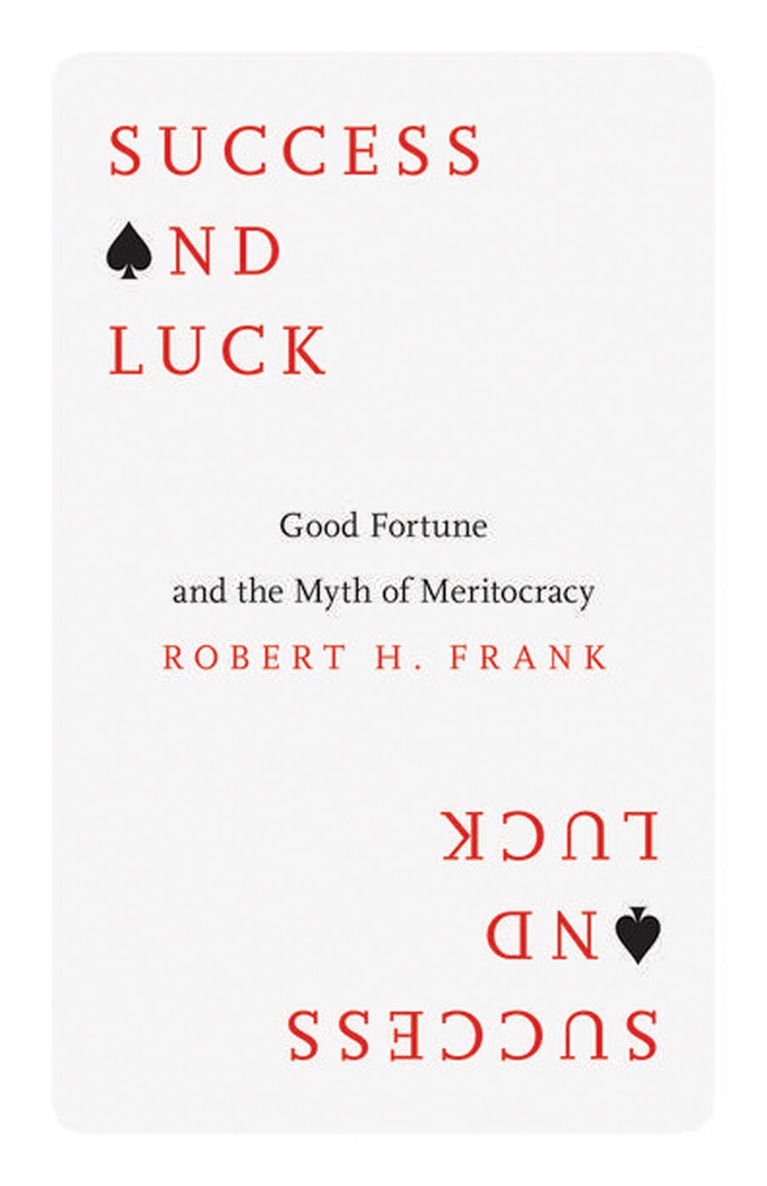 SUCCESS
♠ND
LUCK
Good Fortune
and the Myth of Meritocracy
ROBERT H. FRANK
LUCK
♠ND
SUCCESS